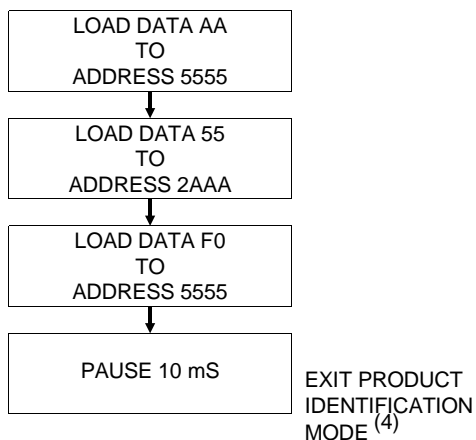 LOAD DATA AA
TO
ADDRESS 5555
LOAD DATA 55
TO
ADDRESS 2AAA
LOAD DATA F0
TO
ADDRESS 5555
PAUSE 10 mS
EXIT PRODUCT
IDENTIFICATION
MODE (4)